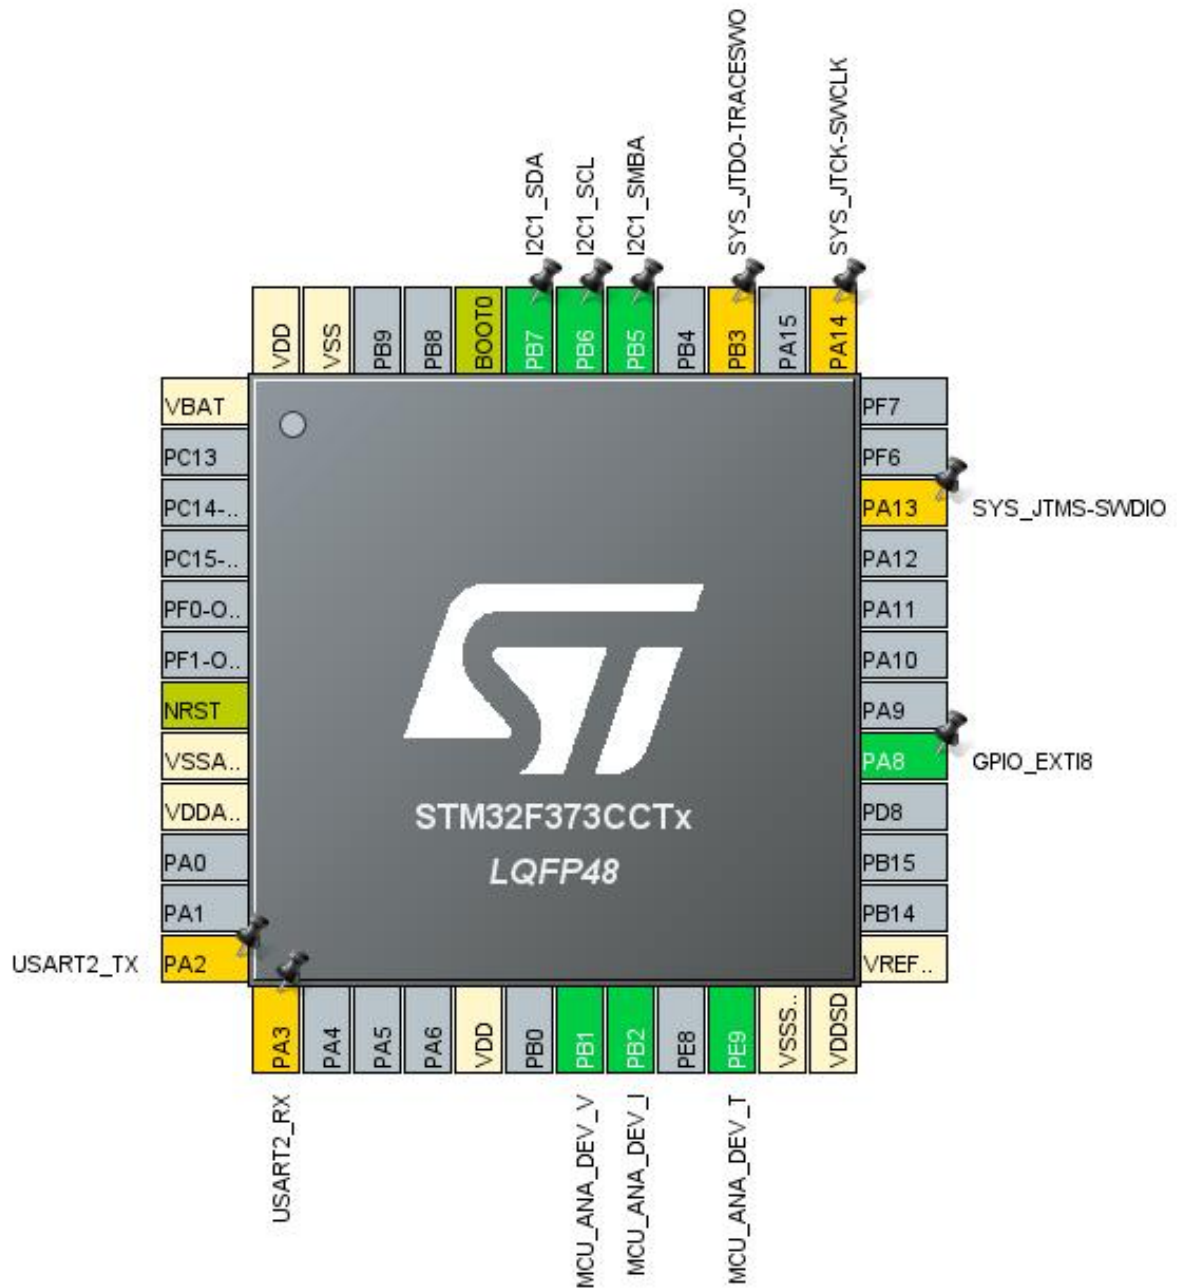 I2C1_SDA
I2C1_SCL
I2C1_SMBA
SYS_JTDO-TRACESWO
SYS_JTCK-SWCLK
VDD
VSS
PB9
PB8
BOOT0
PB7
PB6
PB5
PB4
PB3
PA15
PA14
VBAT
PC13
PC14-..
PC15-..
PF0-O..
PF1-O..
NRST
VSSA..
VDDA..
PA0
PA1
USART2_TX PA2
PF7
PF6
PA13 SYS_JTMS-SWDIO
PA12
PA11
PA10
PA9
PA8 GPIO_EXTI8
PD8
PB15
PB14
VREF..
ST
STM32F373CCTx
LQFP48
PA3
PA4
PA5
PA6
VDD
PB0
PB1
PB2
PE8
PE9
VSSS..
VDDSD
USART2_RX
MCU_ANA_DEV_V
MCU_ANA_DEV_I
MCU_ANA_DEV_T